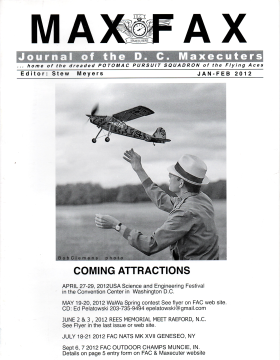 MAX FAX
Journal of the D. C. Maxecuters
... home of the dreaded POTOMAC PURSUIT SQUADRON of the Flying Aces
Editor: Stew Meyers JAN-FEB 2012
COMING ATTRACTIONS
APRIL 27-29, 2012USA Science and Engineering Festival
in the Convention Center in Washington D.C.
MAY 19-20, 2012 WaWa Spring contest See flyer on FAC web site.
CD: Ed Pelatowski 203-735-9494 epelatowski@gmail.com
JUNE 2 & 3 , 2012 REES MEMORIAL MEET RAEFORD, N.C.
See Flyer in the last issue or web site.
JULY 18-21 2012 FAC NATS MK XVII GENESEO, NY
Sept 6, 7 2012 FAC OUTDOOR CHAMPS MUNCIE, IN.
Details on page 5 entry form on FAC & Maxecuter website